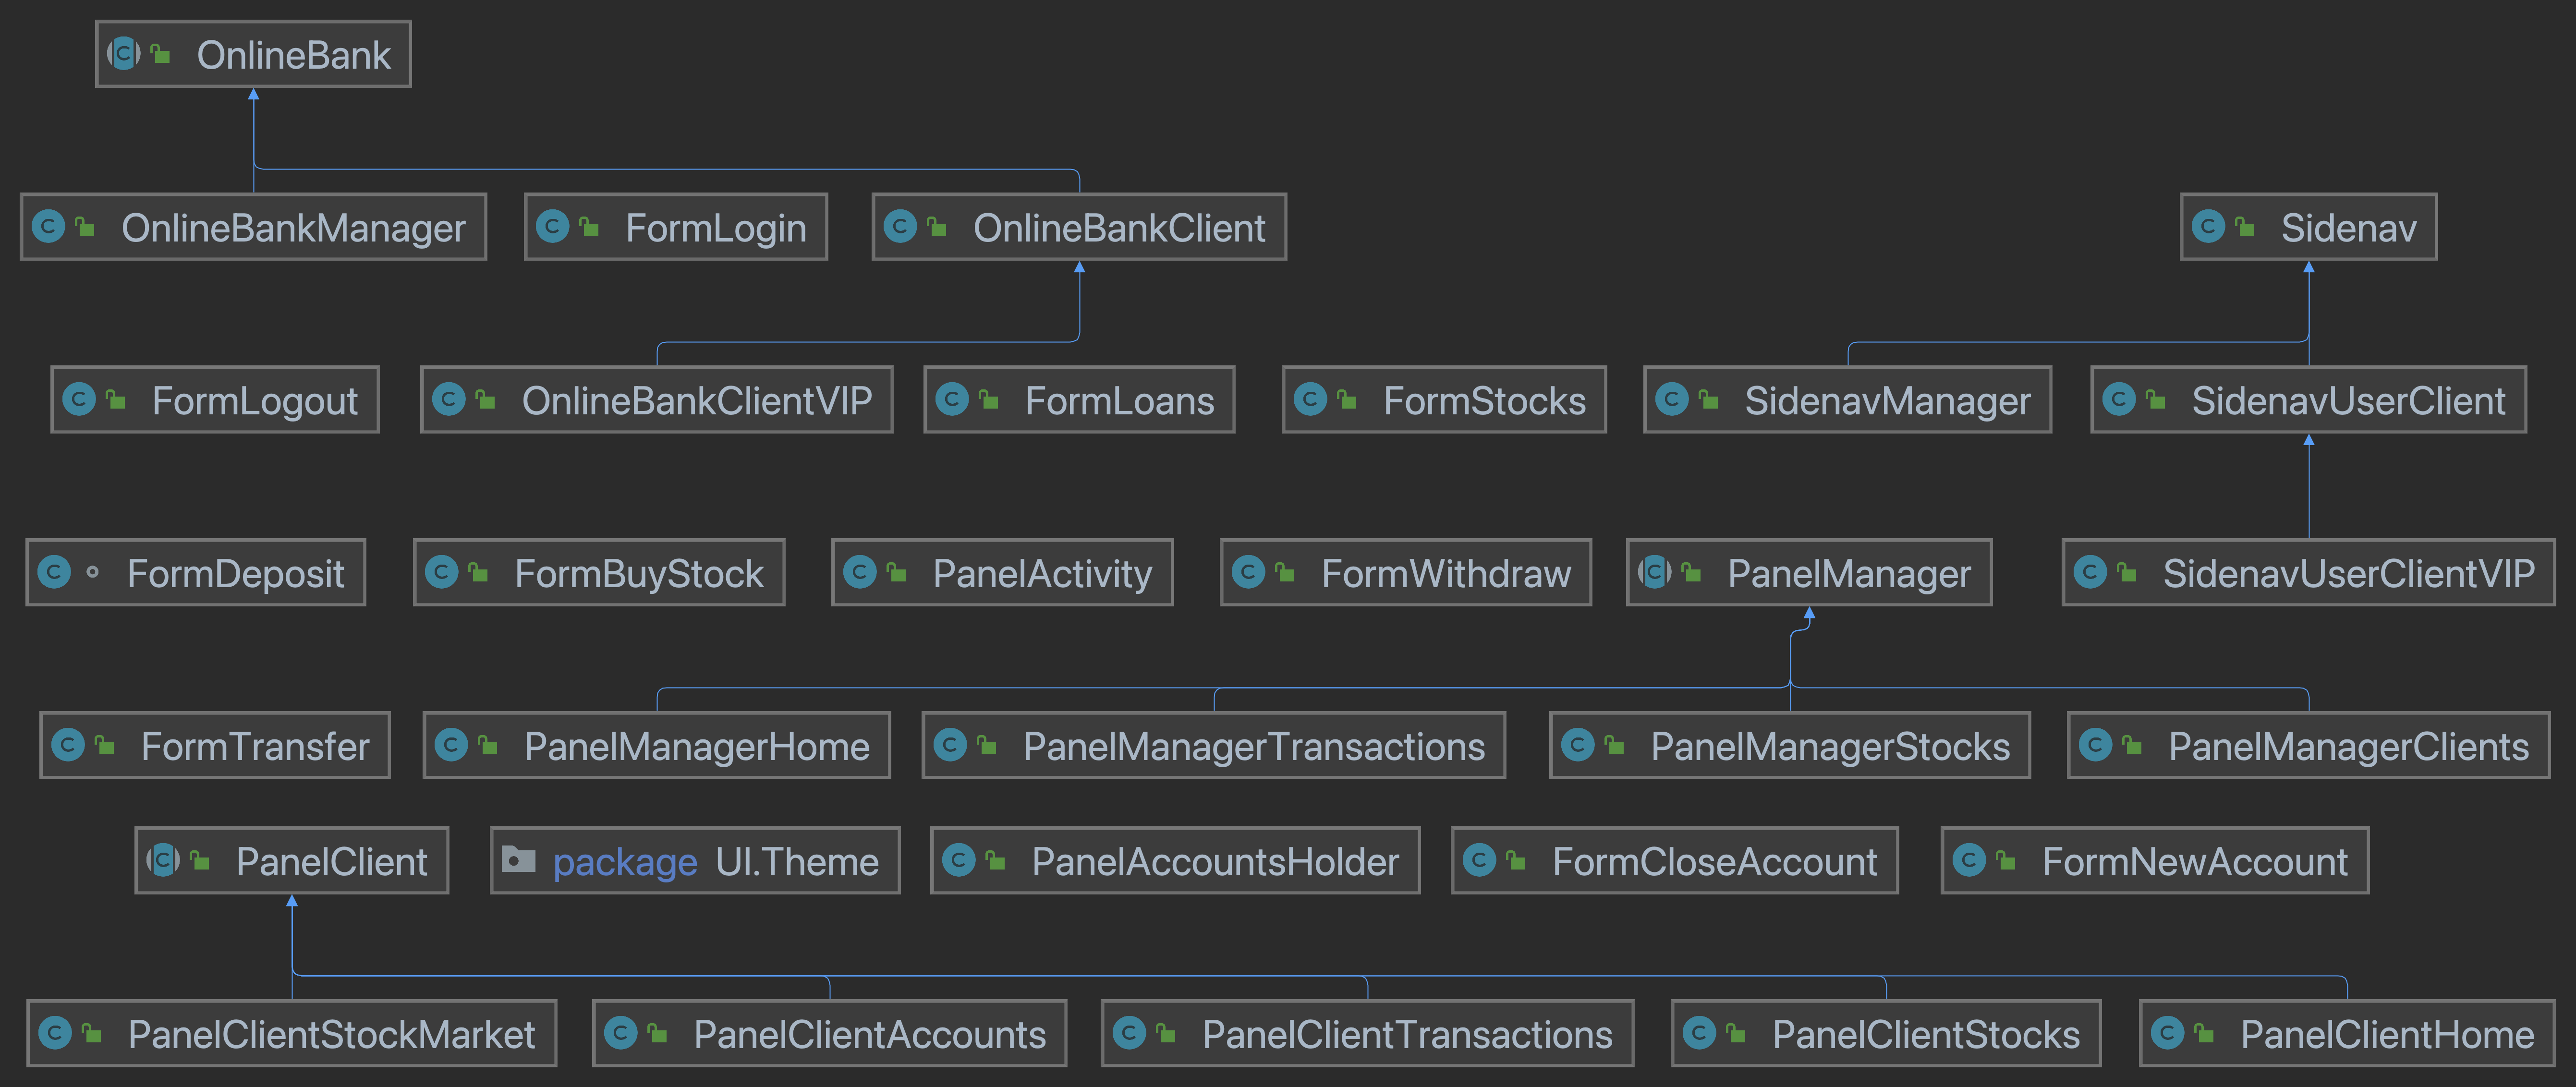 OnlineBank
OnlineBankManager
FormLogin
OnlineBankClient
Sidenav
FormLogout
OnlineBankClientVIP
FormLoans
FormStocks
SidenavManager
SidenavUserClient
FormDeposit
FormBuyStock
PanelActivity
FormWithdraw
PanelManager
SidenavUserClientVIP
FormTransfer
PanelManagerHome
PanelManagerTransactions
PanelManagerStocks
PanelManagerClients
PanelClient
package UI.Theme
PanelAccountsHolder
FormCloseAccount
FormNewAccount
PanelClientStockMarket
PanelClientAccounts
PanelClientTransactions
PanelClientStocks
PanelClientHome